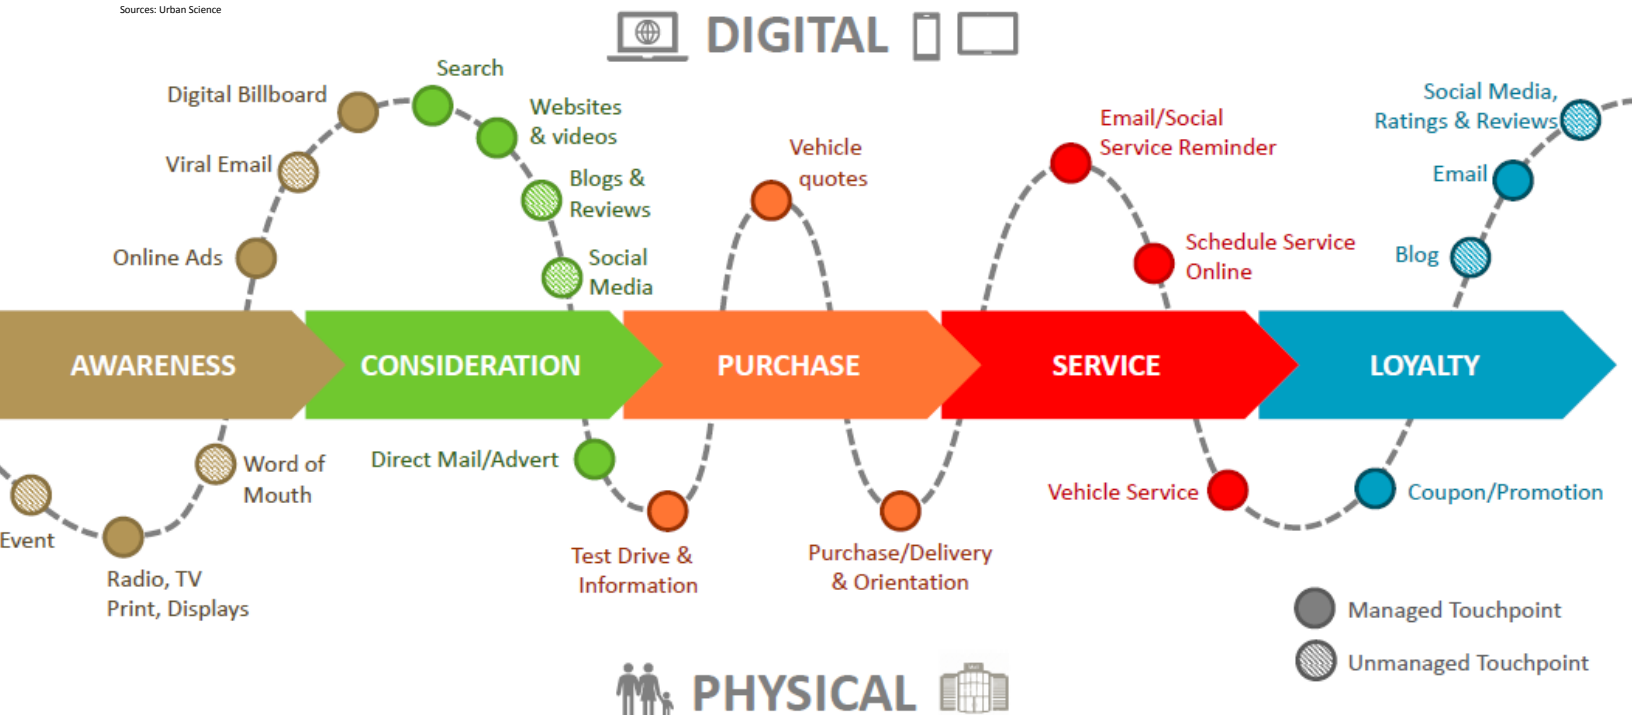 Sources: Urban Science
DIGITAL
Search
Digital Billboard
Websites
& videos
Viral Email
Blogs &
Reviews
Online Ads
Social
Media
Vehicle
quotes
Email/Social
Service Reminder
Schedule Service
Online
Social Media,
Ratings & Reviews
Email
Blog
AWARENESS
CONSIDERATION
PURCHASE
SERVICE
LOYALTY
Event
Radio, TV
Print, Displays
Word of
Mouth
Direct Mail/Advert
Test Drive &
Information
Purchase/Delivery
& Orientation
Vehicle Service
Coupon/Promotion
Managed Touchpoint
Unmanaged Touchpoint
PHYSICAL